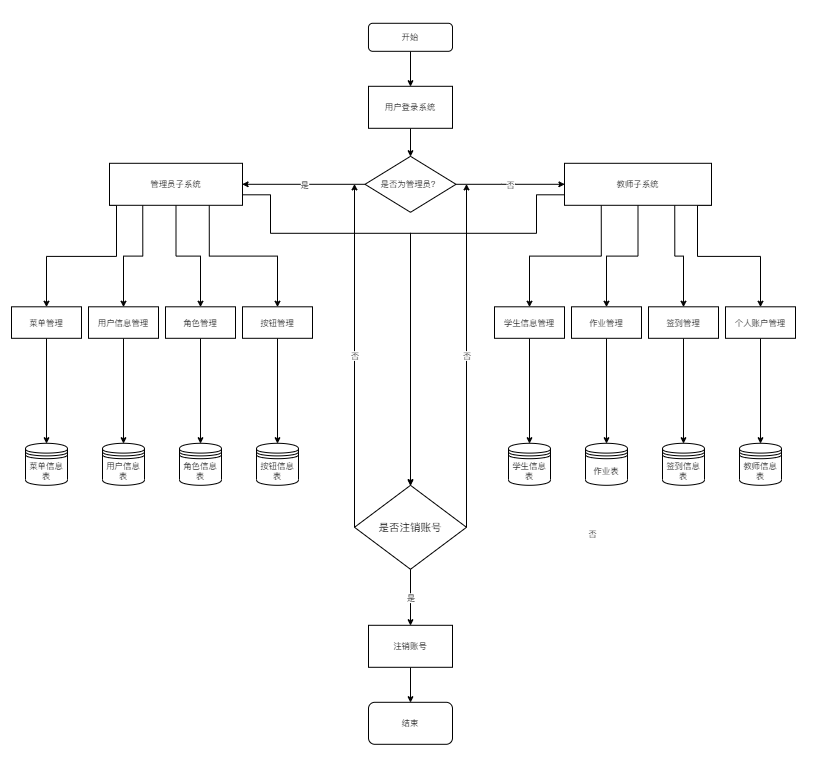 开始
用户登录系统
管理员子系统
是
是否为管理员?
否
教师子系统
菜单管理
用户信息管理
角色管理
按钮管理
学生信息管理
作业管理
签到管理
个人账户管理
否
否
菜单信息
表
用户信息
表
角色信息
表
按钮信息
表
学生信息
表
作业表
签到信息
表
教师信息
表
是否注销账号
否
是
注销账号
结束